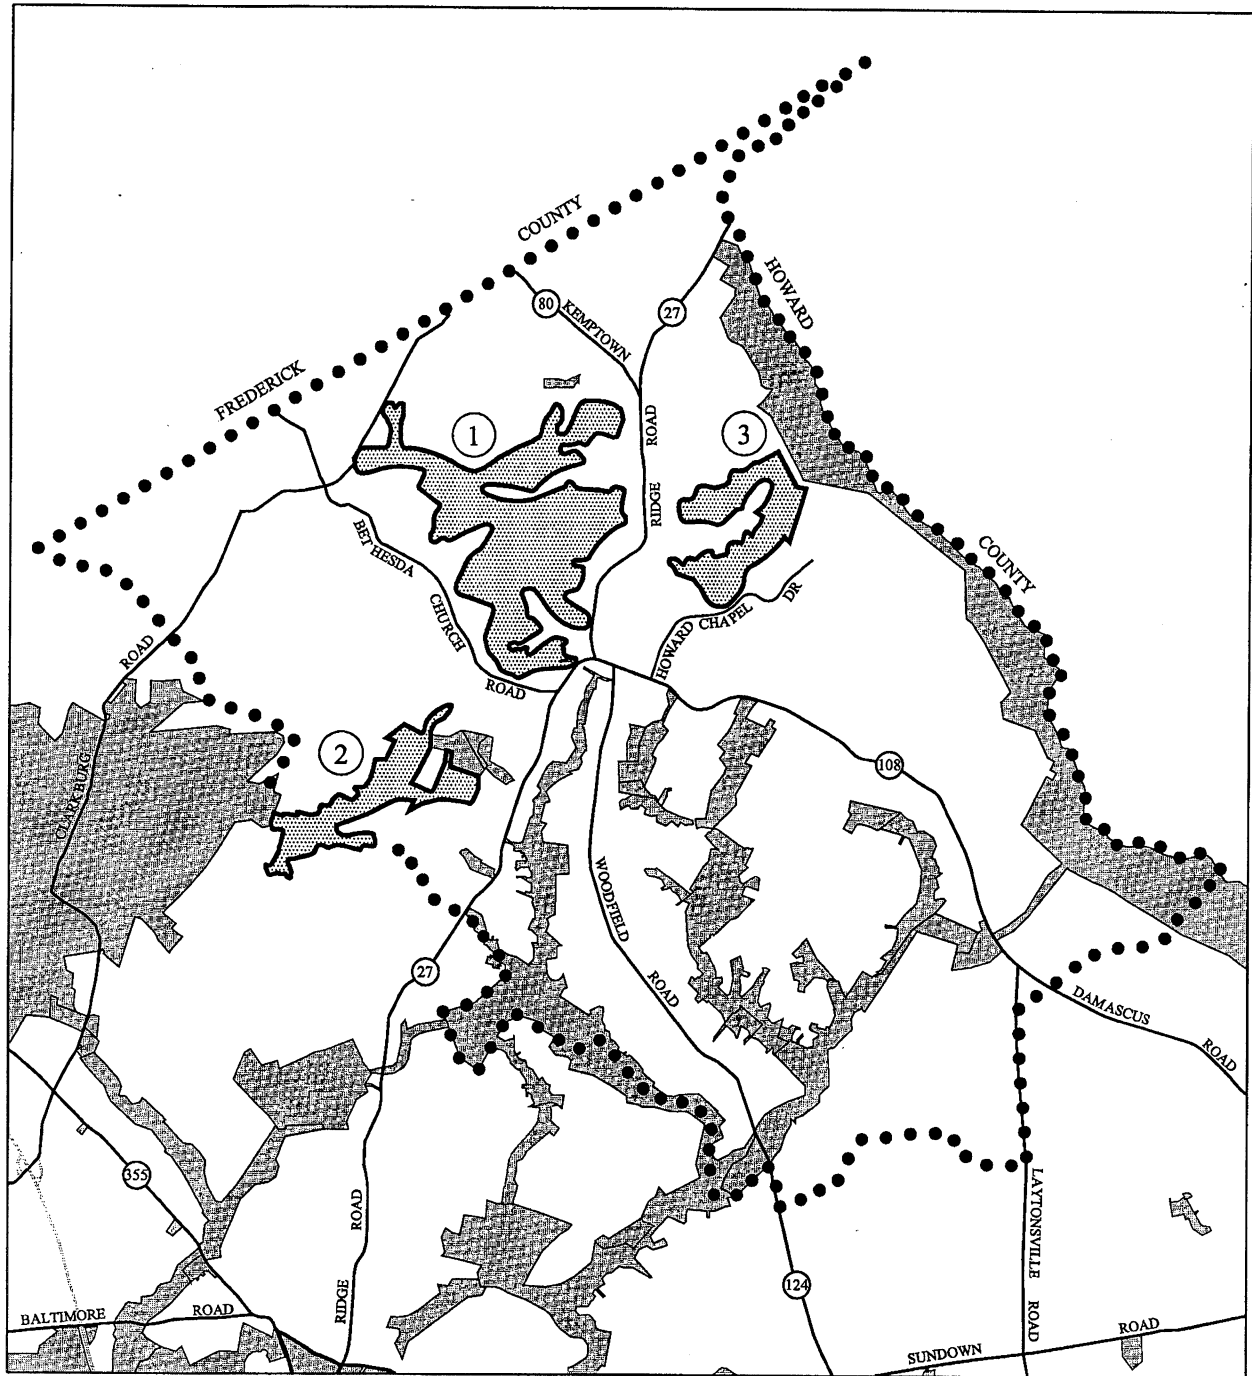 COUNTY
HOWARD
80
KEMPTOWN
27
FREDERICK
1
ROAD
3
RIDGE
BETHESDA
COUNTY
CHURCH
HOWARD CHAPEL DR
ROAD
ROAD
2
108
CLARKBURG
WOODFIELD
27
ROAD
DAMASCUS
ROAD
355
ROAD
LAYTONSVILLE
124
RIDGE
BALTIMORE ROAD
ROAD
SUNDOWN ROAD